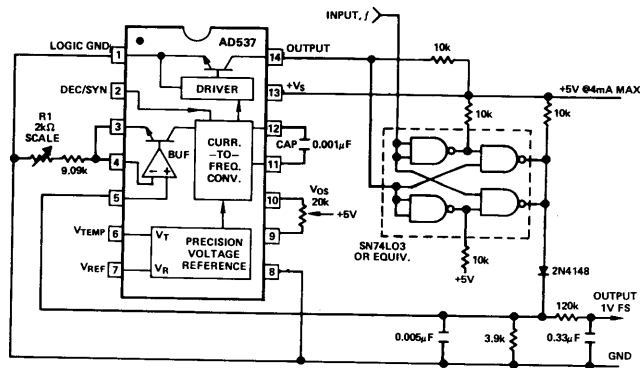 INPUT, f
LOGIC GND
1
AD537
14
OUTPUT
10k
DRIVER
DEC/SYN
2
13
+VS
+5V @4mA MAX
R1
2kΩ
SCALE
9.09k
3
4
BUF
- +
CURR.
–TO–
FREQ.
CONV.
12
CAP
0.001µF
11
10k
10k
5
10
VOS
20k
+5V
VTEMP
6
VT
PRECISION
VOLTAGE
REFERENCE
9
SN74LO3
OR EQUIV.
10k
+5V
VREF
7
VR
8
2N4148
120k
OUTPUT
1V FS
0.005µF
3.9k
0.33µF
GND